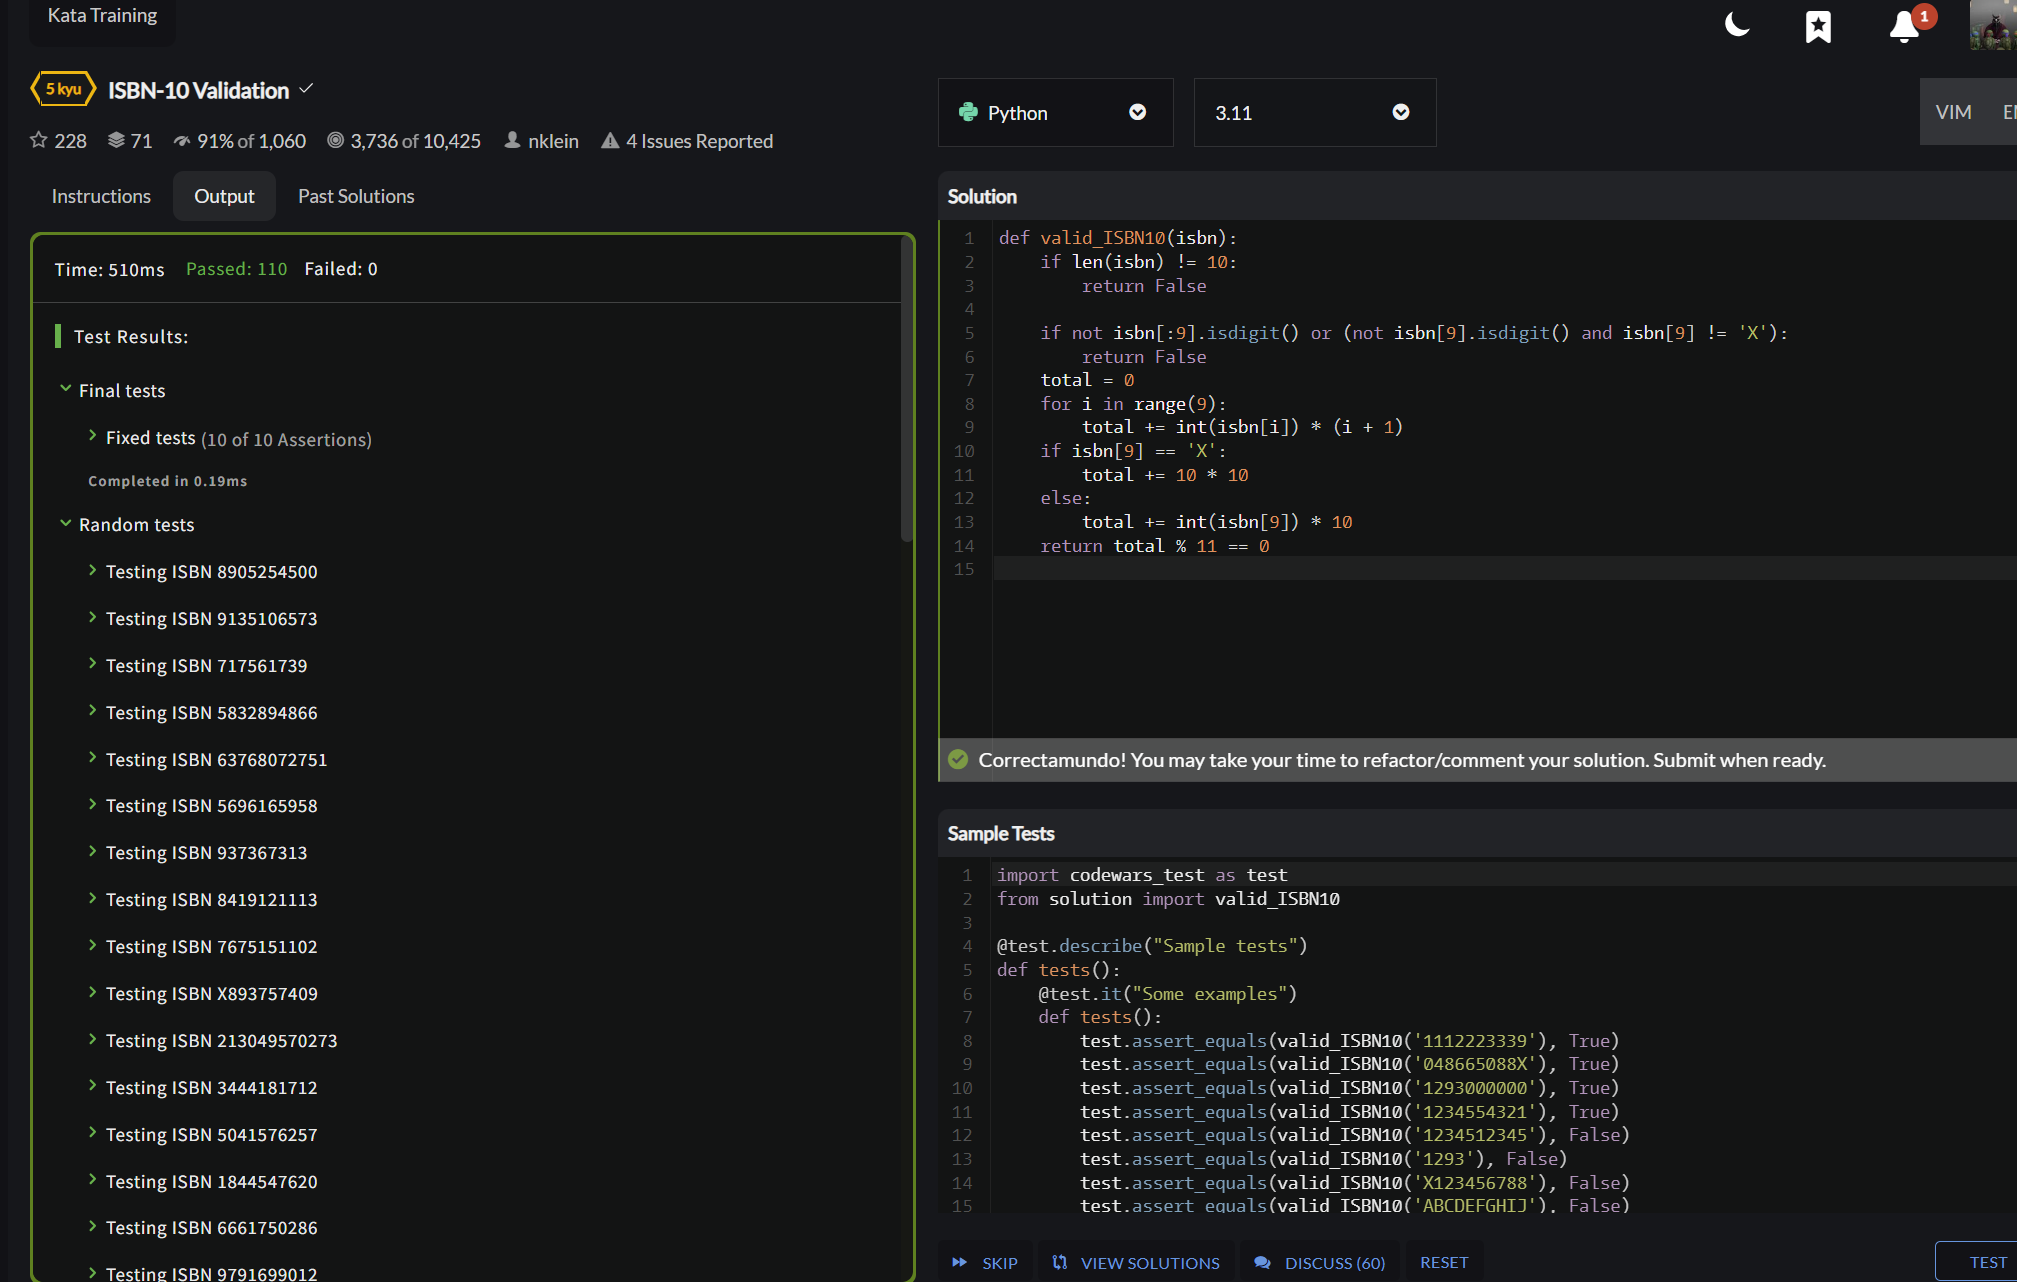 Kata Training
1
5 kyu ISBN-10 Validation
228 71 91% of 1,060 3,736 of 10,425 nklein 4 Issues Reported
Instructions Output Past Solutions
Time: 510ms Passed: 110 Failed: 0
Test Results:
Final tests
Fixed tests (10 of 10 Assertions)
Completed in 0.19ms
Random tests
Testing ISBN 8905254500
Testing ISBN 9135106573
Testing ISBN 717561739
Testing ISBN 5832894866
Testing ISBN 63768072751
Testing ISBN 5696165958
Testing ISBN 937367313
Testing ISBN 8419121113
Testing ISBN 7675151102
Testing ISBN X893757409
Testing ISBN 213049570273
Testing ISBN 3444181712
Testing ISBN 5041576257
Testing ISBN 1844547620
Testing ISBN 6661750286
Testing ISBN 9791699012
Python 3.11 VIM
Solution
1 def valid_ISBN10(isbn):
2     if len(isbn) != 10:
3         return False
4
5     if not isbn[:9].isdigit() or (not isbn[9].isdigit() and isbn[9] != 'X'):
6         return False
7     total = 0
8     for i in range(9):
9         total += int(isbn[i]) * (i + 1)
10     if isbn[9] == 'X':
11         total += 10 * 10
12     else:
13         total += int(isbn[9]) * 10
14     return total % 11 == 0
15
Correctamundo! You may take your time to refactor/comment your solution. Submit when ready.
Sample Tests
1 import codewars_test as test
2 from solution import valid_ISBN10
3
4 @test.describe("Sample tests")
5 def tests():
6     @test.it("Some examples")
7     def tests():
8         test.assert_equals(valid_ISBN10('1112223339'), True)
9         test.assert_equals(valid_ISBN10('048665088X'), True)
10         test.assert_equals(valid_ISBN10('1293000000'), True)
11         test.assert_equals(valid_ISBN10('1234554321'), True)
12         test.assert_equals(valid_ISBN10('1234512345'), False)
13         test.assert_equals(valid_ISBN10('1293'), False)
14         test.assert_equals(valid_ISBN10('X123456788'), False)
15         test.assert_equals(valid_ISBN10('ABCDEFGHIJ'), False)
SKIP VIEW SOLUTIONS DISCUSS (60) RESET TEST